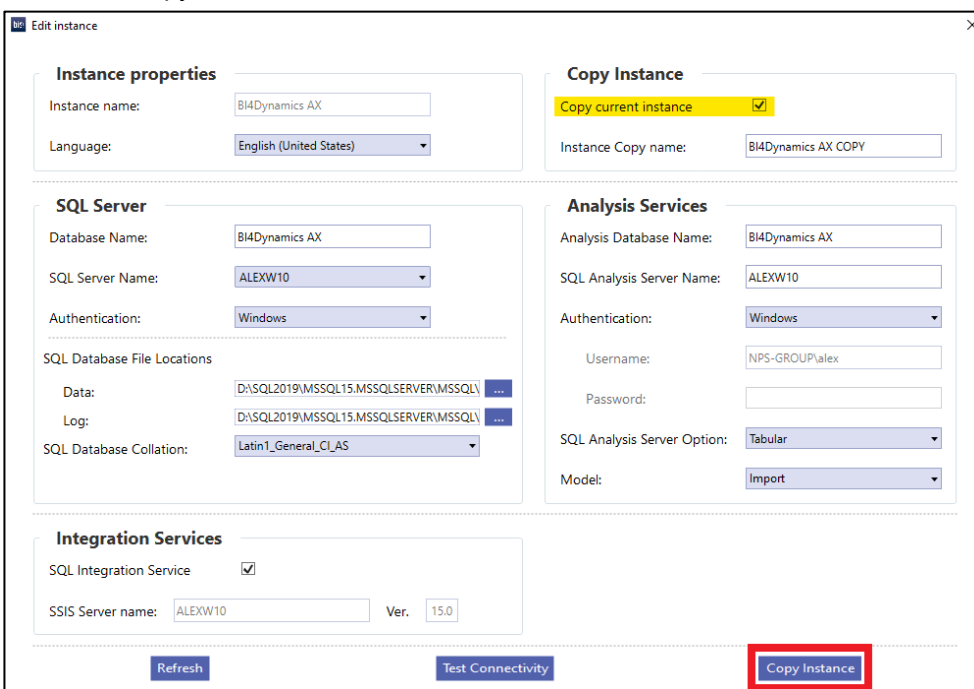 bi4
Edit instance
Instance properties
Instance name: BI4Dynamics AX
Language: English (United States)
Copy Instance
Copy current instance
Instance Copy name: BI4Dynamics AX COPY
SQL Server
Database Name: BI4Dynamics AX
SQL Server Name: ALEXW10
Authentication: Windows
SQL Database File Locations
Data: D:\SQL2019\MSSQL15.MSSQLSERVER\MSSQL\ ...
Log: D:\SQL2019\MSSQL15.MSSQLSERVER\MSSQL\ ...
SQL Database Collation: Latin1_General_CI_AS
Analysis Services
Analysis Database Name: BI4Dynamics AX
SQL Analysis Server Name: ALEXW10
Authentication: Windows
Username: NPS-GROUP\alex
Password:
SQL Analysis Server Option: Tabular
Model: Import
Integration Services
SQL Integration Service
SSIS Server name: ALEXW10 Ver. 15.0
Refresh
Test Connectivity
Copy Instance